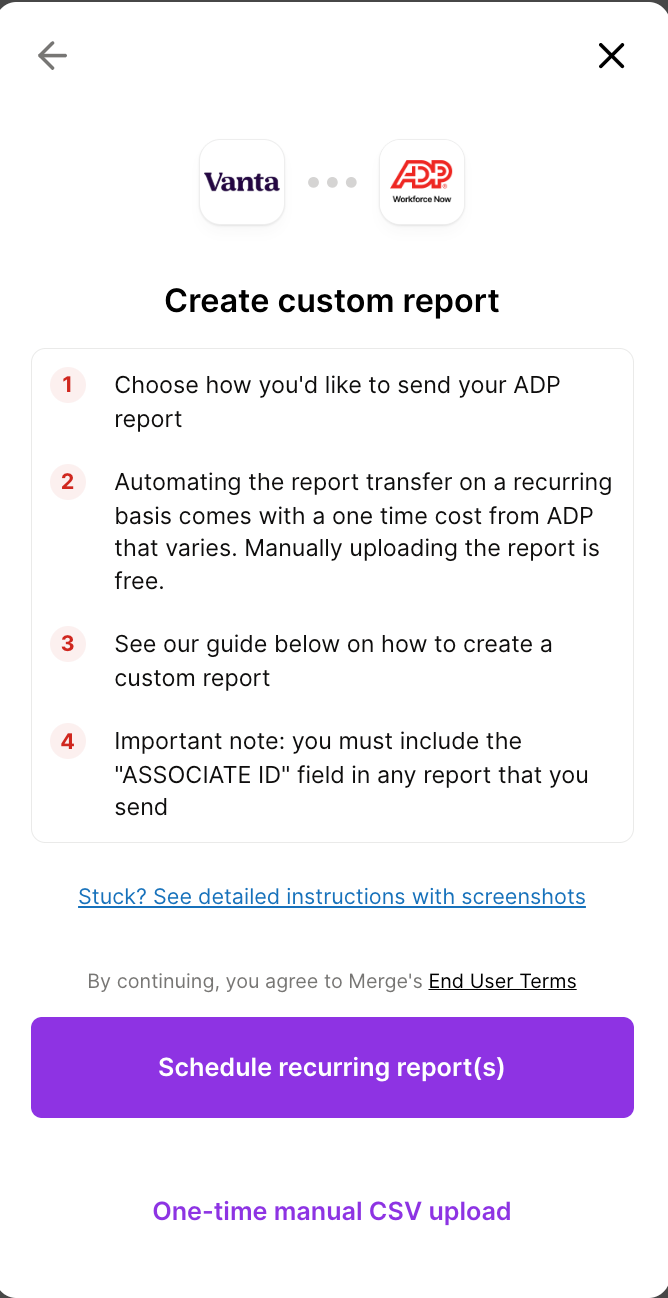 Vanta
ADP
Workforce Now
Create custom report
1 Choose how you'd like to send your ADP
report
2 Automating the report transfer on a recurring
basis comes with a one time cost from ADP
that varies. Manually uploading the report is
free.
3 See our guide below on how to create a
custom report
4 Important note: you must include the
"ASSOCIATE ID" field in any report that you
send
Stuck? See detailed instructions with screenshots
By continuing, you agree to Merge's End User Terms
Schedule recurring report(s)
One-time manual CSV upload